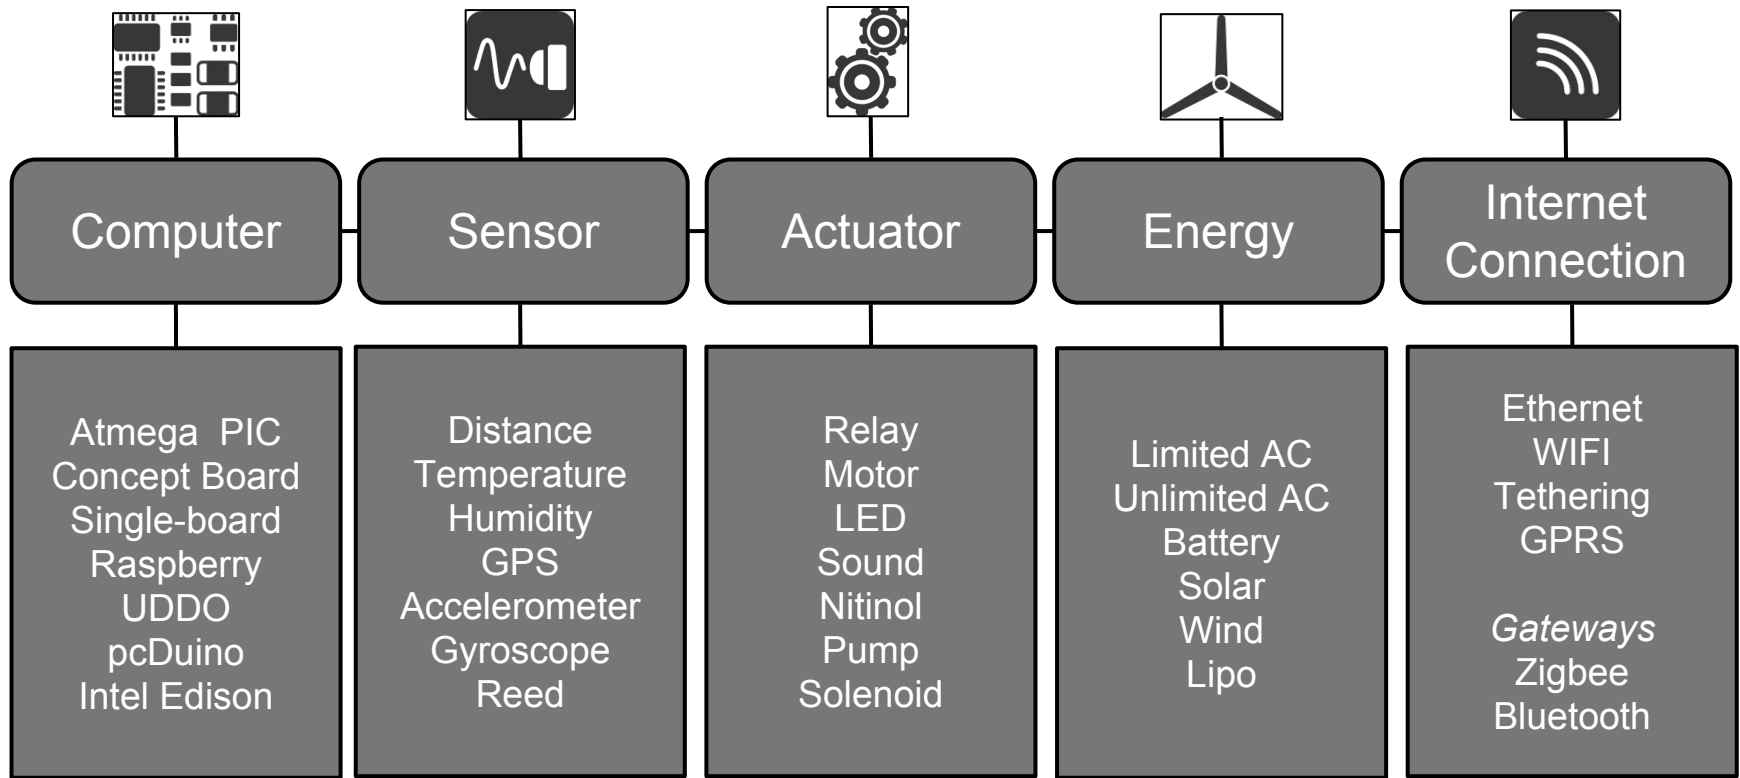 Computer
Sensor
Actuator
Energy
Internet
Connection
Atmega PIC
Concept Board
Single-board
Raspberry
UDDO
pcDuino
Intel Edison
Distance
Temperature
Humidity
GPS
Accelerometer
Gyroscope
Reed
Relay
Motor
LED
Sound
Nitinol
Pump
Solenoid
Limited AC
Unlimited AC
Battery
Solar
Wind
Lipo
Ethernet
WIFI
Tethering
GPRS
Gateways
Zigbee
Bluetooth